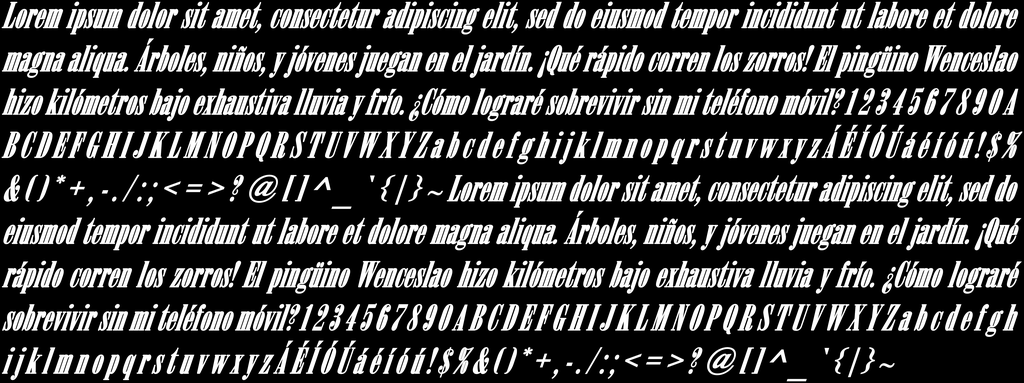 Lorem ipsum dolor sit amet, consectetur adipiscing elit, sed do eiusmod tempor incididunt ut labore et dolore
magna aliqua. Árboles, niños, y jóvenes juegan en el jardín. ¡Qué rápido corren los zorros! El pingüino Wenceslao
hizo kilómetros bajo exhaustiva lluvia y frío. ¿Cómo lograré sobrevivir sin mi teléfono móvil? 1 2 3 4 5 6 7 8 9 0 A
B C D E F G H I J K L M N O P Q R S T U V W X Y Z a b c d e f g h i j k l m n o p q r s t u v w x y z Á É Í Ó Ú á é í ó ú ! $ %
& ( ) * + , - . / : ; < = > ? @ [ ] ^ _ ` { | } ~ Lorem ipsum dolor sit amet, consectetur adipiscing elit, sed do
eiusmod tempor incididunt ut labore et dolore magna aliqua. Árboles, niños, y jóvenes juegan en el jardín. ¡Qué
rápido corren los zorros! El pingüino Wenceslao hizo kilómetros bajo exhaustiva lluvia y frío. ¿Cómo lograré
sobrevivir sin mi teléfono móvil? 1 2 3 4 5 6 7 8 9 0 A B C D E F G H I J K L M N O P Q R S T U V W X Y Z a b c d e f g h
i j k l m n o p q r s t u v w x y z Á É Í Ó Ú á é í ó ú ! $ % & ( ) * + , - . / : ; < = > ? @ [ ] ^ _ ` { | } ~